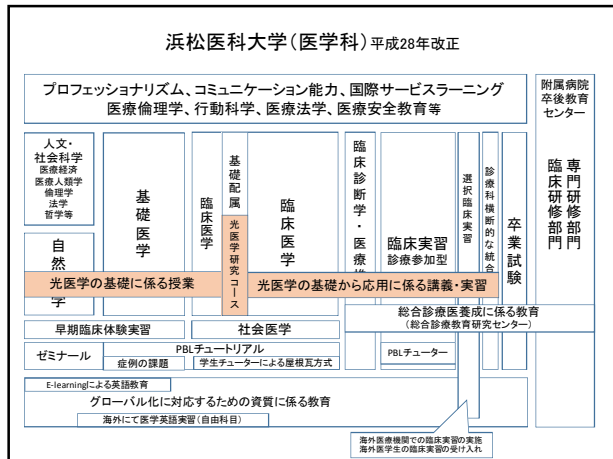 浜松医科大学(医学科)平成28年改正
プロフェッショナリズム、コミュニケーション能力、国際サービスラーニング
医療倫理学、行動科学、医療法学、医療安全教育等
附属病院
卒後教育
センター
専門研修部門
臨床研修部門
人文・
社会科学
医療経済
医療人類学
倫理学
法学
哲学等
自然
学
基礎医学
臨床医学
基礎配属
光医学研究コース
臨床医学
臨床診断学・医療
臨床実習
診療参加型
選択臨床実習
診療科横断的な統合
卒業試験
光医学の基礎に係る授業
光医学の基礎から応用に係る講義・実習
総合診療医養成に係る教育
(総合診療教育研究センター)
早期臨床体験実習
社会医学
ゼミナール
PBLチュートリアル
症例の課題
学生チューターによる屋根瓦方式
PBLチューター
E-learningによる英語教育
グローバル化に対応するための資質に係る教育
海外にて医学英語実習(自由科目)
海外医療機関での臨床実習の実施
海外医学生の臨床実習の受け入れ